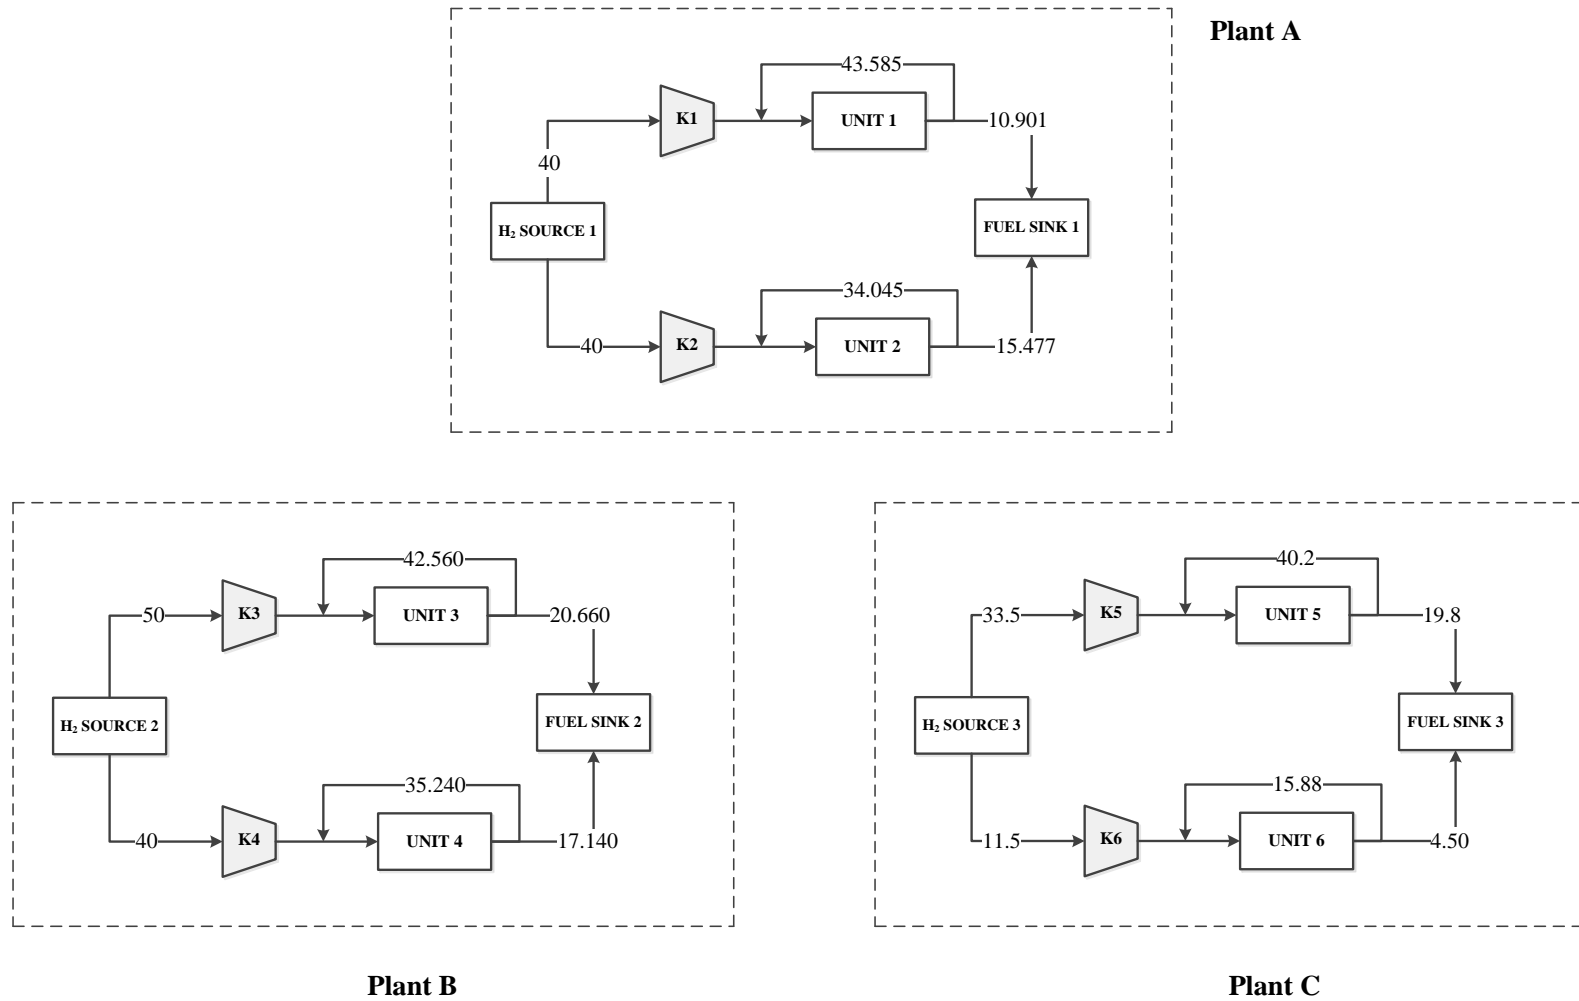 Plant A
43.585
K1
UNIT 1
10.901
40
H₂ SOURCE 1
FUEL SINK 1
34.045
40
K2
UNIT 2
15.477
42.560
50
K3
UNIT 3
20.660
H₂ SOURCE 2
FUEL SINK 2
35.240
40
K4
UNIT 4
17.140
Plant B
40.2
33.5
K5
UNIT 5
19.8
H₂ SOURCE 3
FUEL SINK 3
15.88
11.5
K6
UNIT 6
4.50
Plant C